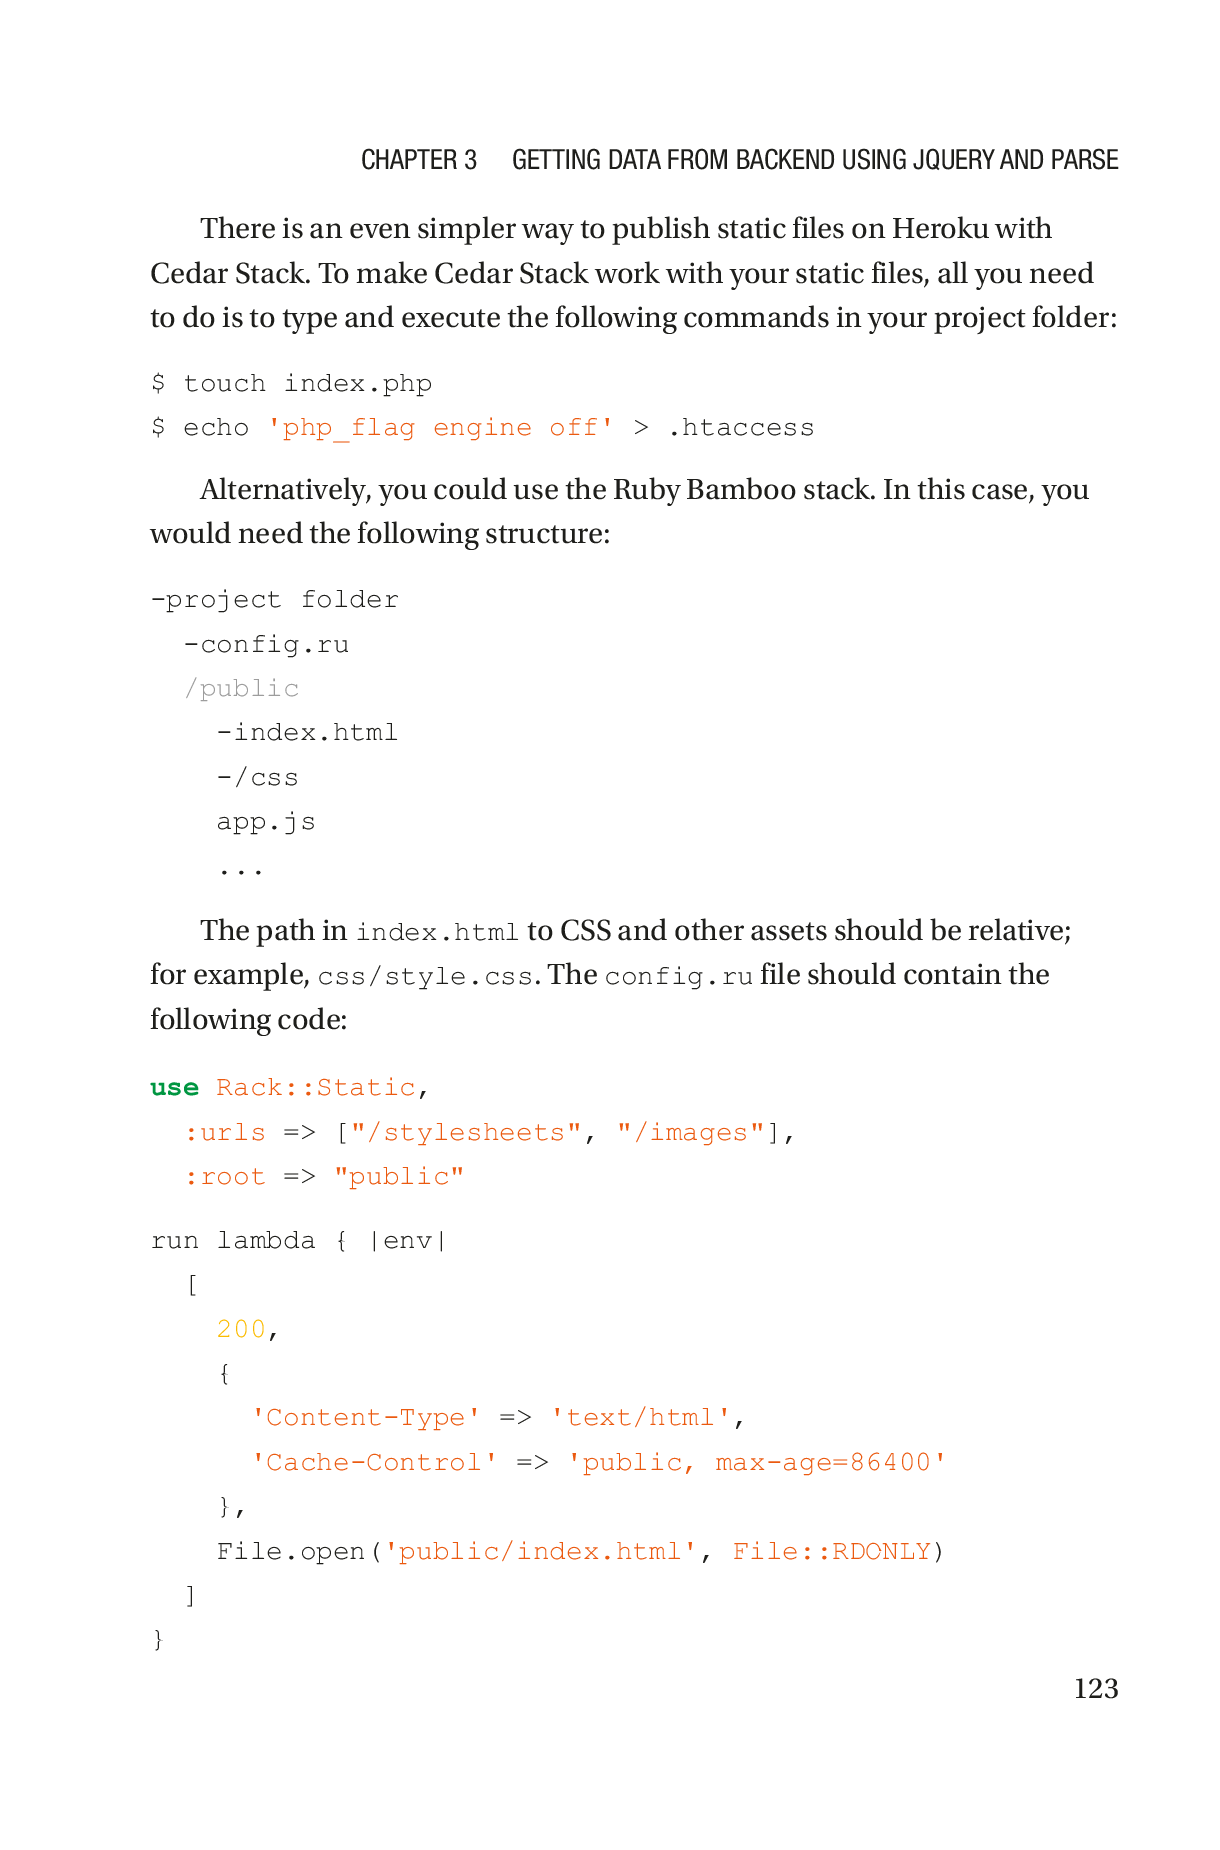 CHAPTER 3 GETTING DATA FROM BACKEND USING JQUERY AND PARSE
There is an even simpler way to publish static files on Heroku with
Cedar Stack. To make Cedar Stack work with your static files, all you need
to do is to type and execute the following commands in your project folder:
$ touch index.php
$ echo 'php_flag engine off' > .htaccess
Alternatively, you could use the Ruby Bamboo stack. In this case, you
would need the following structure:
-project folder
  -config.ru
  /public
    -index.html
    -/css
    app.js
    ...
The path in index.html to CSS and other assets should be relative;
for example, css/style.css. The config.ru file should contain the
following code:
use Rack::Static,
  :urls => ["/stylesheets", "/images"],
  :root => "public"
run lambda { |env|
  [
    200,
    {
      'Content-Type' => 'text/html',
      'Cache-Control' => 'public, max-age=86400'
    },
    File.open('public/index.html', File::RDONLY)
  ]
}
123